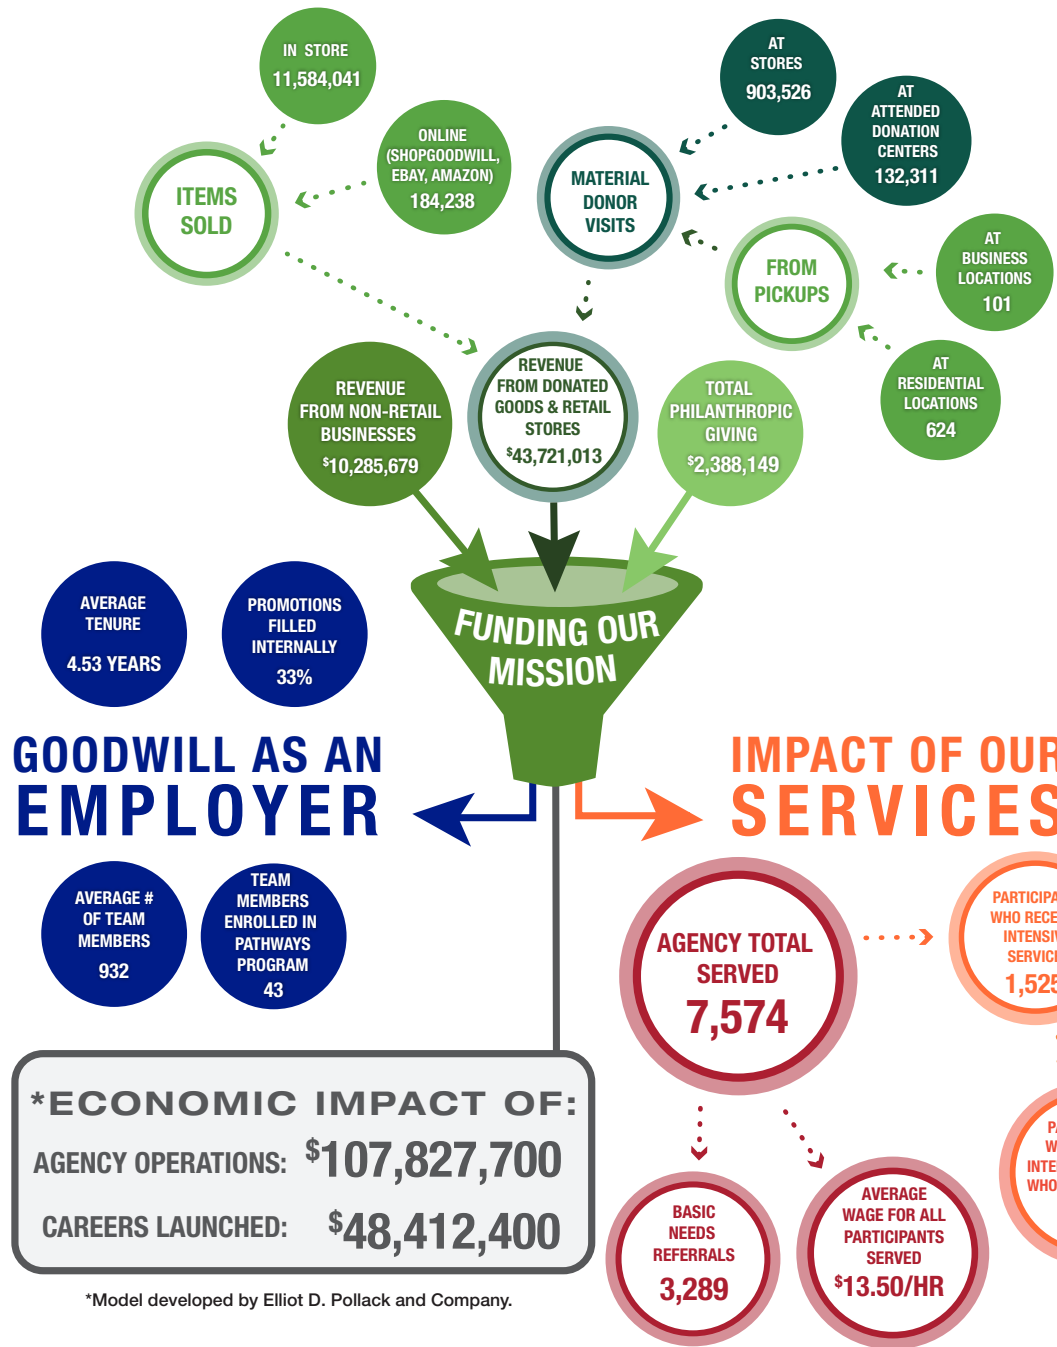 IN STORE
11,584,041
ONLINE
(SHOPGOODWILL,
EBAY, AMAZON)
184,238
ITEMS
SOLD
AT
STORES
903,526
AT
ATTENDED
DONATION
CENTERS
132,311
MATERIAL
DONOR
VISITS
FROM
PICKUPS
AT
BUSINESS
LOCATIONS
101
AT
RESIDENTIAL
LOCATIONS
624
REVENUE
FROM NON-RETAIL
BUSINESSES
$10,285,679
REVENUE
FROM DONATED
GOODS & RETAIL
STORES
$43,721,013
TOTAL
PHILANTHROPIC
GIVING
$2,388,149
FUNDING OUR
MISSION
AVERAGE
TENURE
4.53 YEARS
PROMOTIONS
FILLED
INTERNALLY
33%
GOODWILL AS AN
EMPLOYER
AVERAGE #
OF TEAM
MEMBERS
932
TEAM
MEMBERS
ENROLLED IN
PATHWAYS
PROGRAM
43
IMPACT OF OUR
SERVICES
AGENCY TOTAL
SERVED
7,574
WHO
1,525
BASIC
NEEDS
REFERRALS
3,289
AVERAGE
WAGE FOR ALL
PARTICIPANTS
SERVED
$13.50/HR
WHO
*ECONOMIC IMPACT OF:
AGENCY OPERATIONS: $107,827,700
CAREERS LAUNCHED: $48,412,400
*Model developed by Elliot D. Pollack and Company.